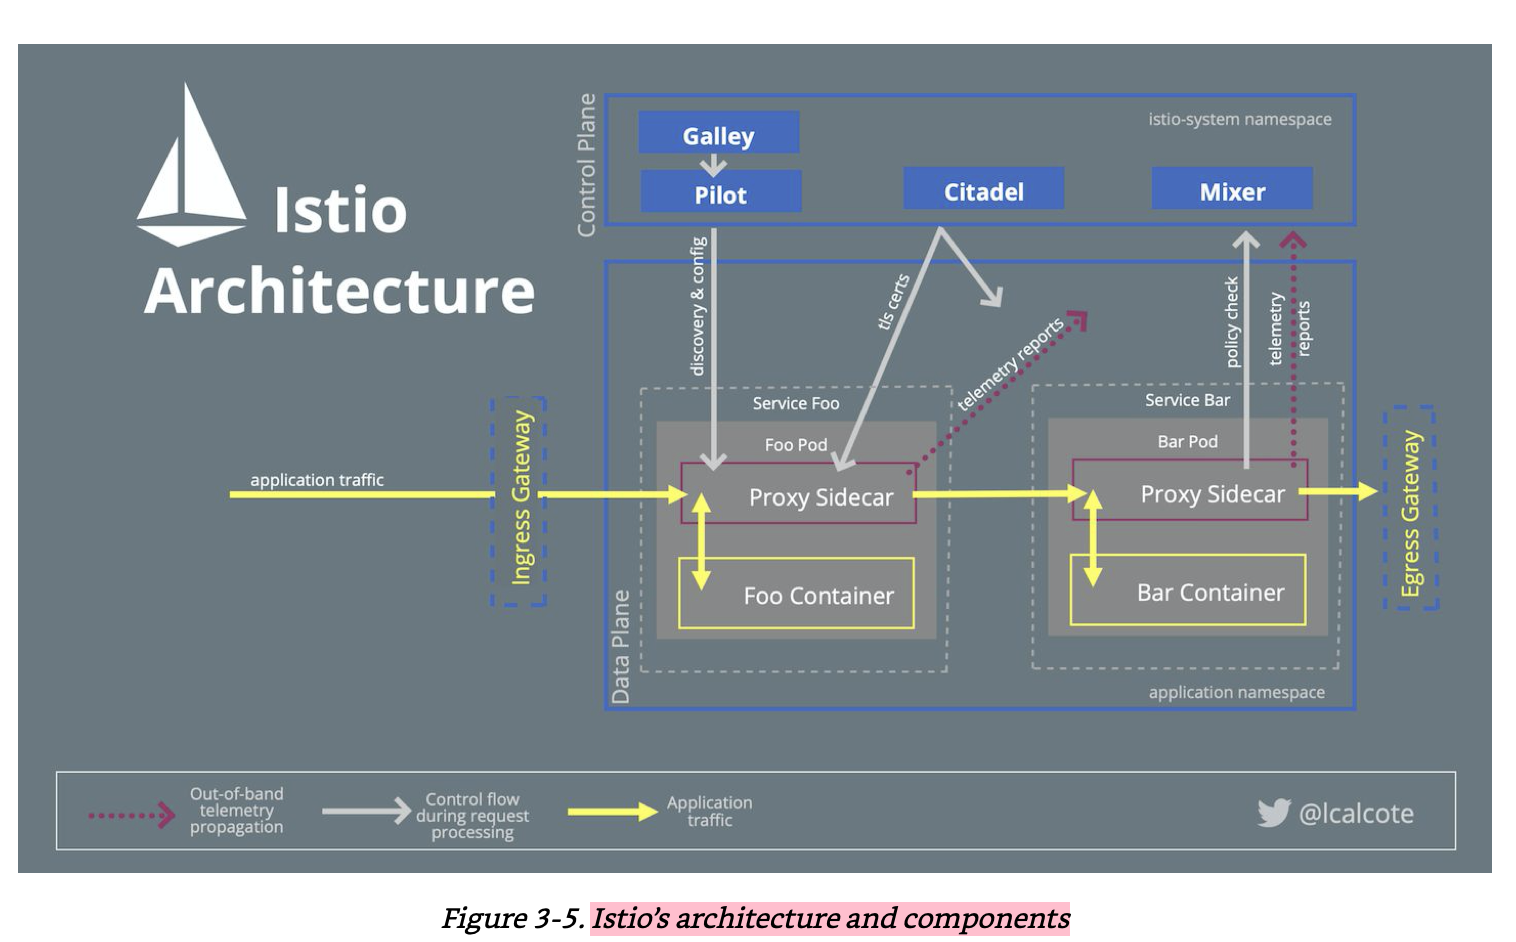 Istio
Architecture
Control Plane
istio-system namespace
Galley
Pilot
Citadel
Mixer
discovery & config
tls certs
telemetry reports
policy check
telemetry
reports
application traffic
Ingress Gateway
Service Foo
Foo Pod
Proxy Sidecar
Foo Container
Service Bar
Bar Pod
Proxy Sidecar
Bar Container
Egress Gateway
Data Plane
application namespace
Out-of-band
telemetry
propagation
Control flow
during request
processing
Application
traffic
@lcalcote
Figure 3-5. Istio’s architecture and components